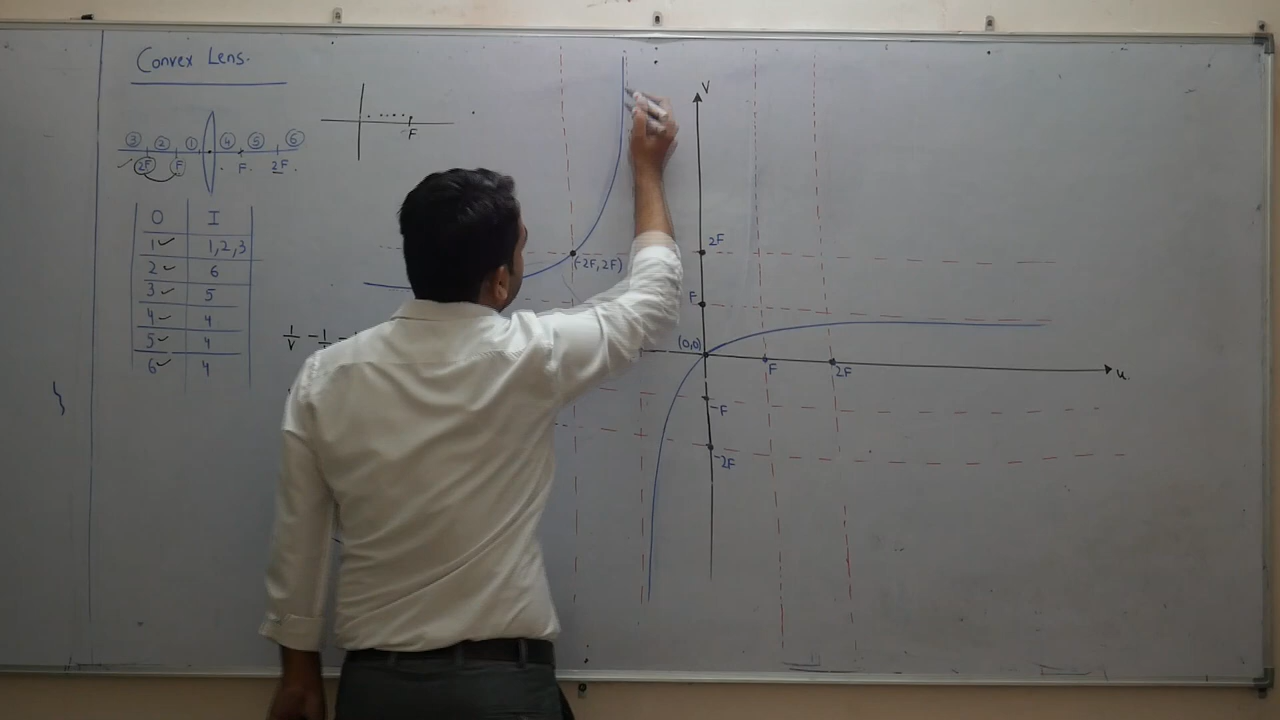 Convex Lens.
③ ② ① ④ ⑤ ⑥
2F F F. 2F.
O I
1✓ 1,2,3
2✓ 6
3✓ 5
4✓ 4
5✓ 4
6✓ 4
F
1/V -
V
(-2F, 2F)
2F
F
(0,0)
F 2F u.
-F
-2F